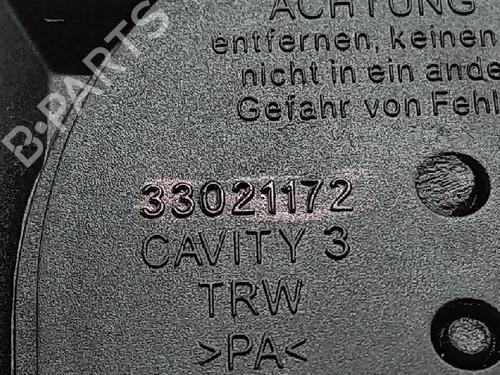 ACHTUNG
entfernen, keinen
nicht in ein ande
Gefahr von Fehl
33021172
CAVITY 3
TRW
>PA<
B-PARTS